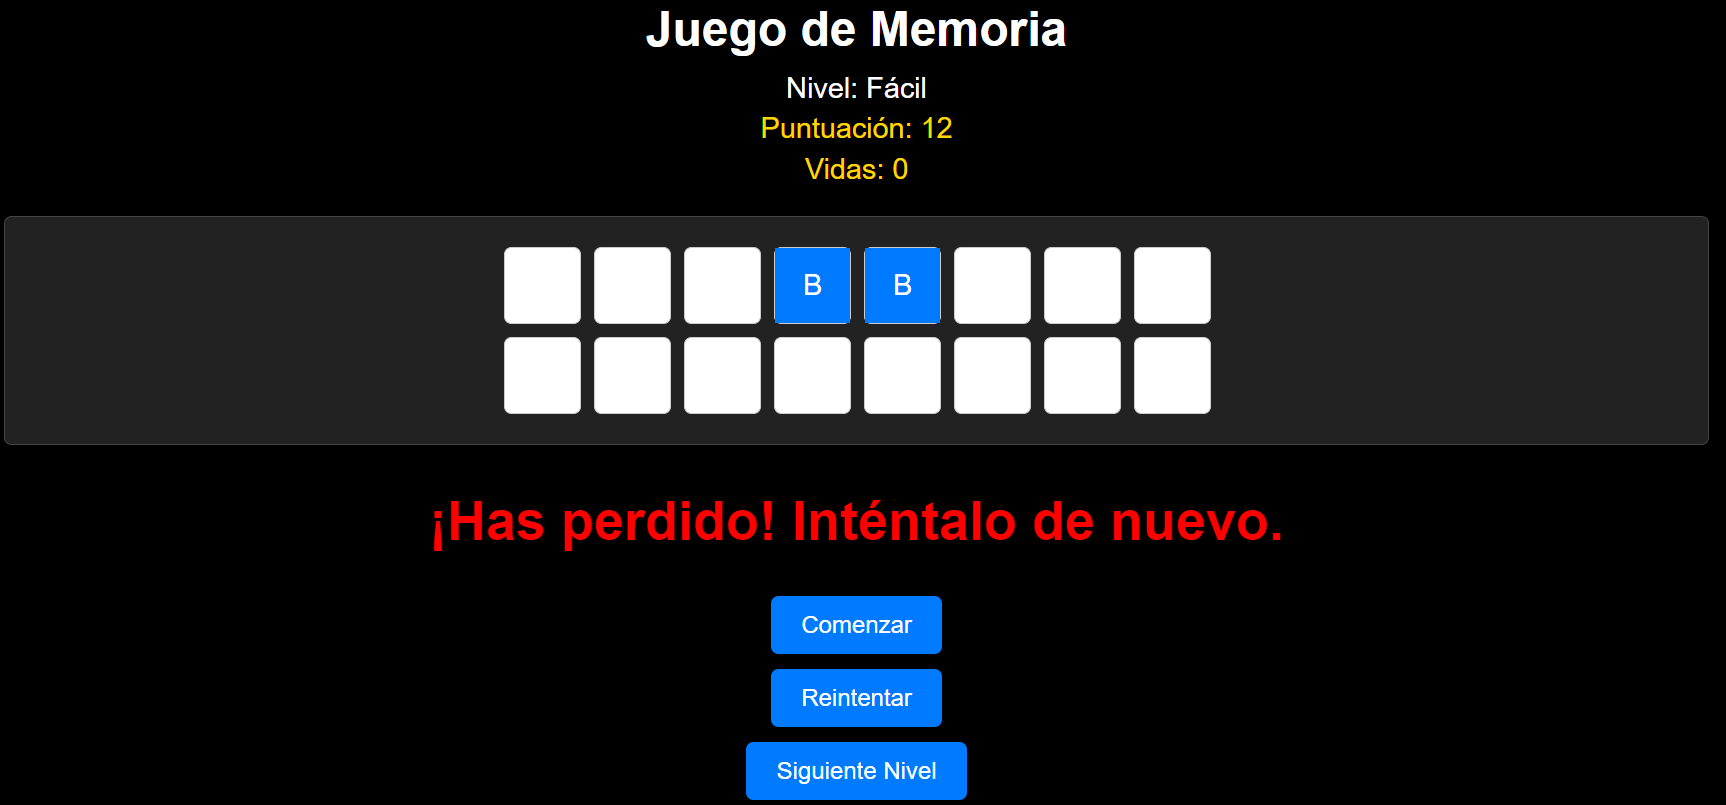 Juego de Memoria
Nivel: Fácil
Puntuación: 12
Vidas: 0
B B
¡Has perdido! Inténtalo de nuevo.
Comenzar
Reintentar
Siguiente Nivel